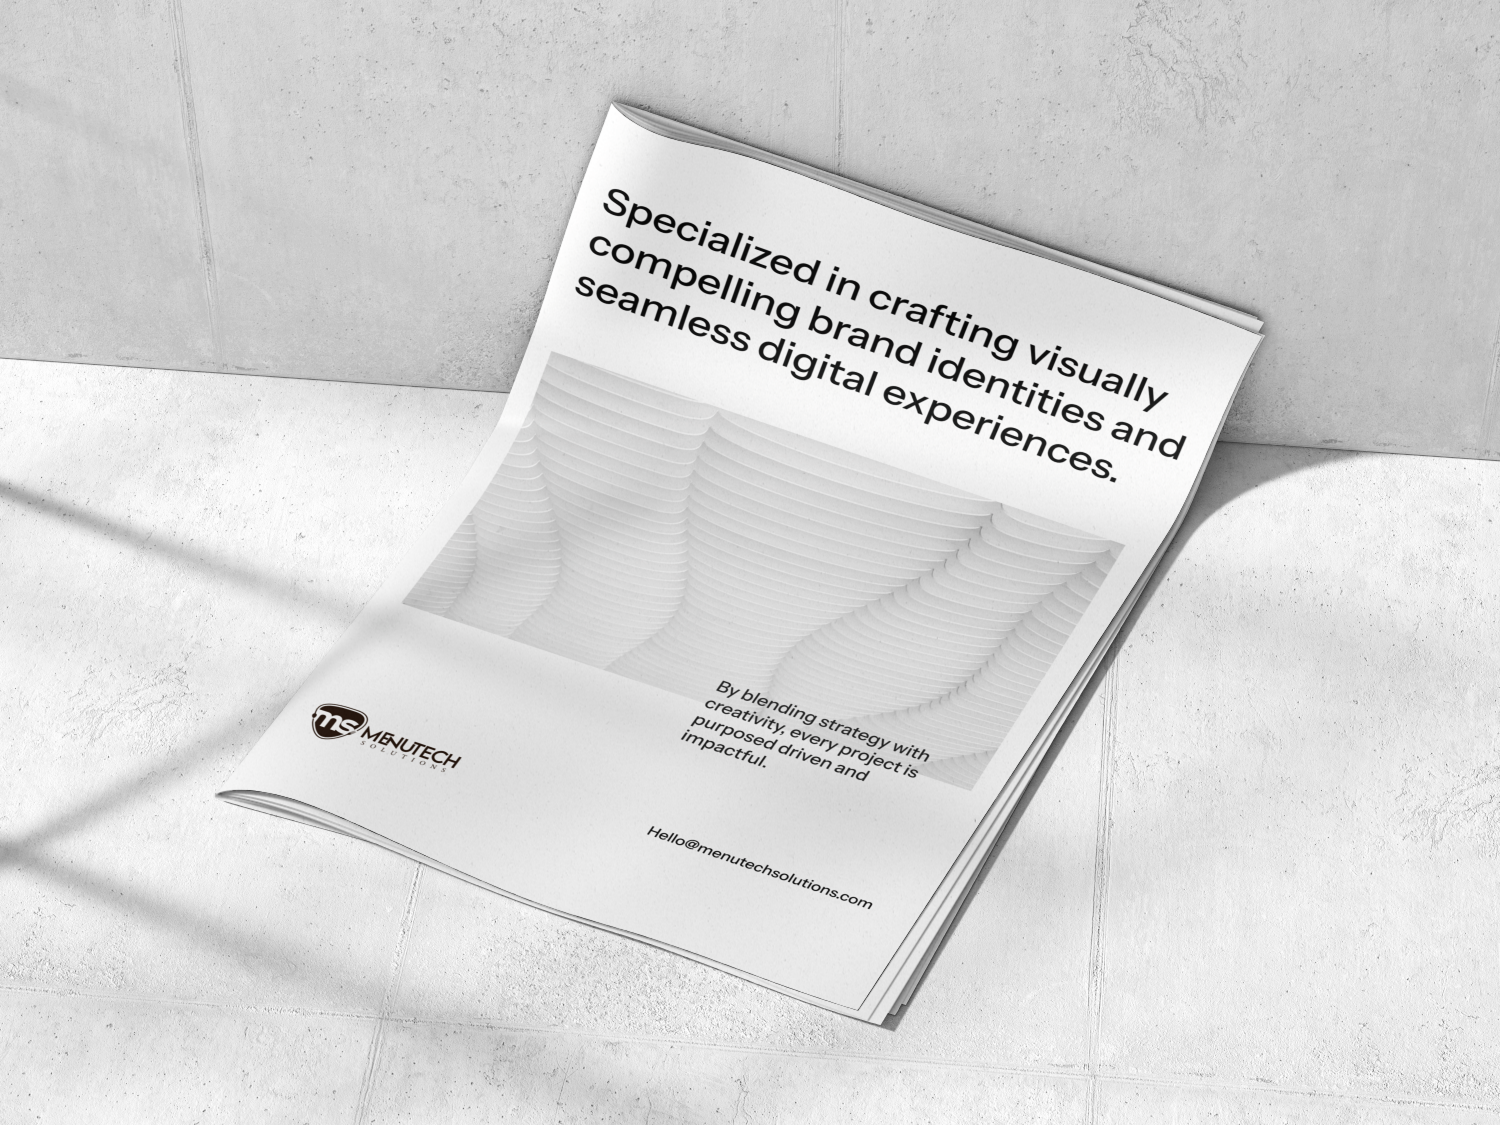 Specialized in crafting visually
compelling brand identities and
seamless digital experiences.
By blending strategy with
creativity, every project is
purposed driven and
impactful.
ms MENUTECH
SOLUTIONS
Hello@menutechsolutions.com